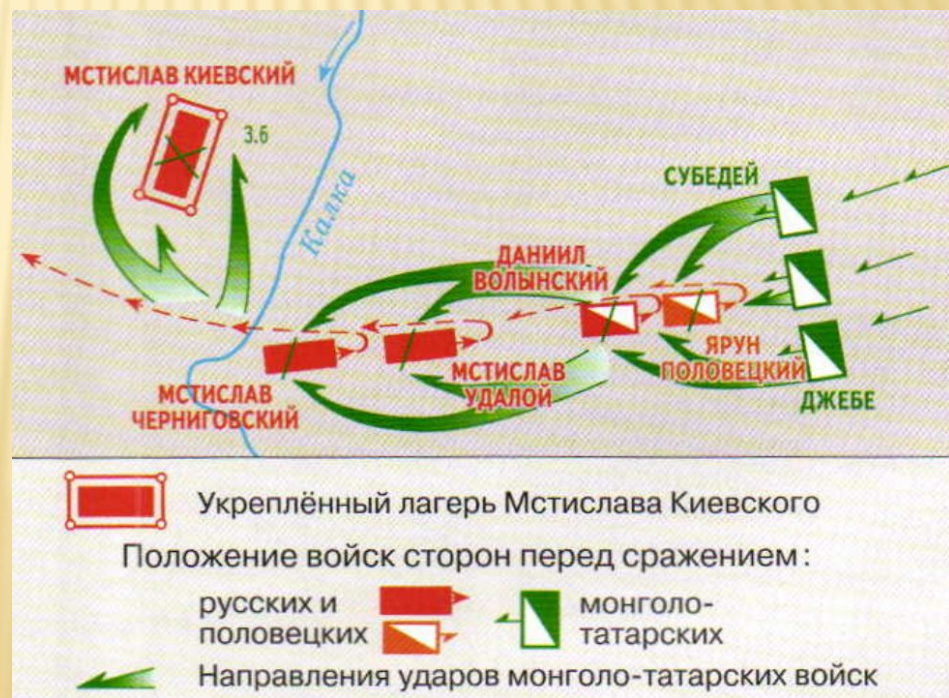 МСТИСЛАВ КИЕВСКИЙ
3.6
Калка
СУБЕДЕЙ
ДАНИИЛ
ВОЛЫНСКИЙ
ЯРУН
ПОЛОВЕЦКИЙ
МСТИСЛАВ
УДАЛОЙ
ДЖЕБЕ
МСТИСЛАВ
ЧЕРНИГОВСКИЙ
Укреплённый лагерь Мстислава Киевского
Положение войск сторон перед сражением:
русских и
половецких
монголо-
татарских
Направления ударов монголо-татарских войск